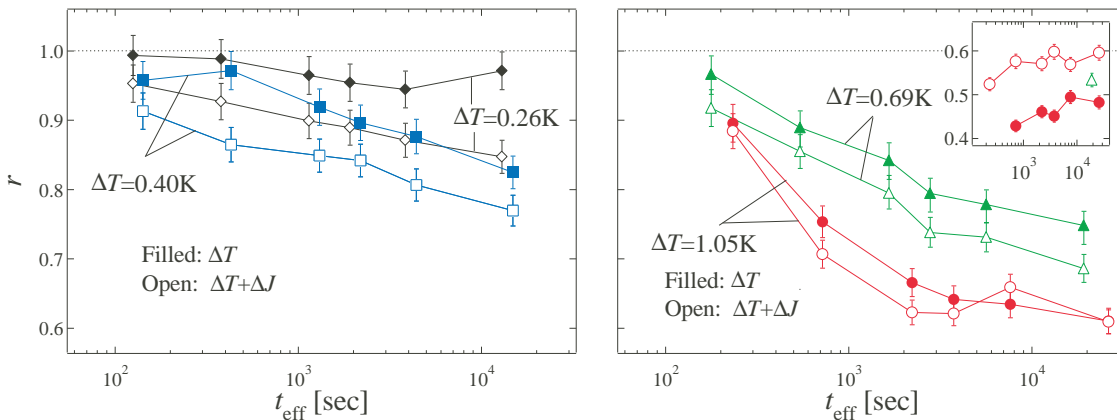 1.0
0.9
0.8
0.7
0.6
r
ΔT=0.26K
ΔT=0.40K
Filled: ΔT
Open: ΔT+ΔJ
10² 10³ 10⁴
t_eff [sec]
ΔT=0.69K
ΔT=1.05K
Filled: ΔT
Open: ΔT+ΔJ
0.6
0.5
0.4
10³ 10⁴
10² 10³ 10⁴
t_eff [sec]